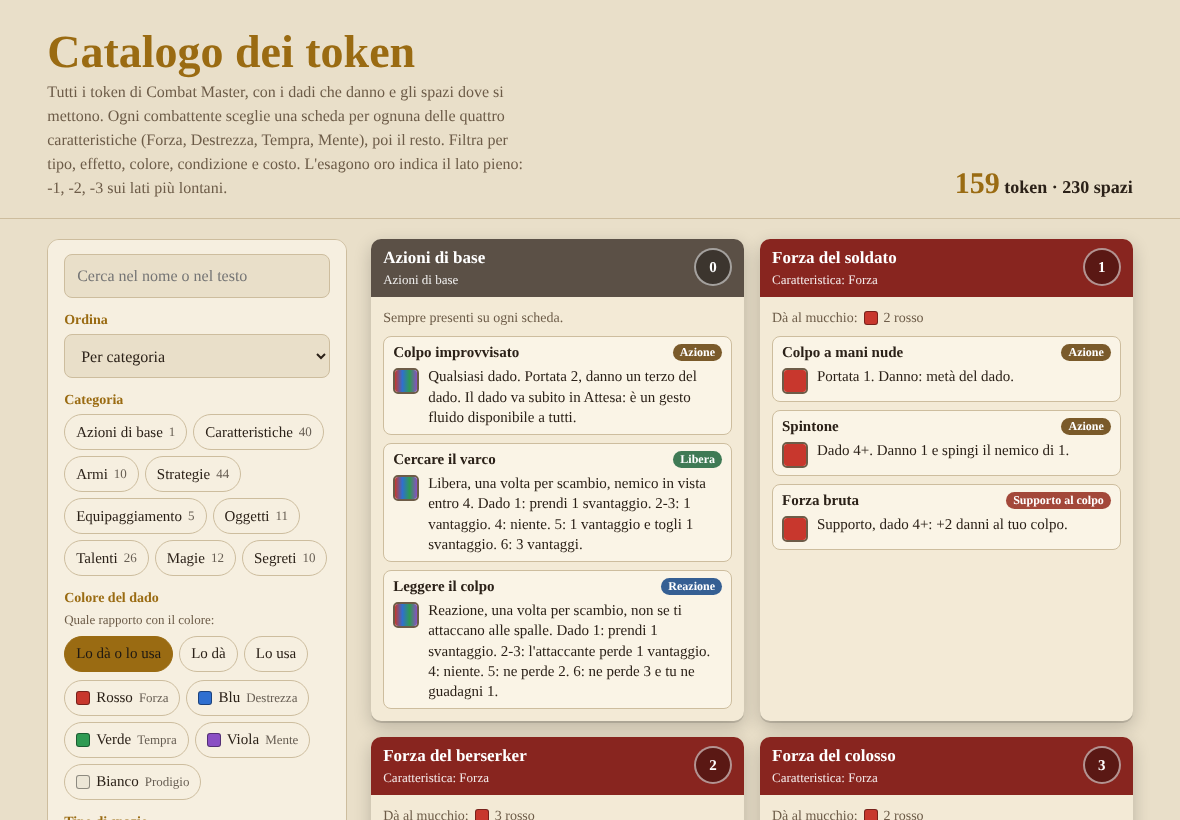 Catalogo dei token
Tutti i token di Combat Master, con i dadi che danno e gli spazi dove si
mettono. Ogni combattente sceglie una scheda per ognuna delle quattro
caratteristiche (Forza, Destrezza, Tempra, Mente), poi il resto. Filtra per
tipo, effetto, colore, condizione e costo. L'esagono oro indica il lato pieno:
-1, -2, -3 sui lati più lontani.
159 token · 230 spazi
Cerca nel nome o nel testo
Ordina
Per categoria
Categoria
Azioni di base 1
Caratteristiche 40
Armi 10
Strategie 44
Equipaggiamento 5
Oggetti 11
Talenti 26
Magie 12
Segreti 10
Colore del dado
Quale rapporto con il colore:
Lo dà o lo usa
Lo dà
Lo usa
Rosso Forza
Blu Destrezza
Verde Tempra
Viola Mente
Bianco Prodigio
Azioni di base
Azioni di base
0
Sempre presenti su ogni scheda.
Colpo improvvisato
Azione
Qualsiasi dado. Portata 2, danno un terzo del
dado. Il dado va subito in Attesa: è un gesto
fluido disponibile a tutti.
Cercare il varco
Libera
Libera, una volta per scambio, nemico in vista
entro 4. Dado 1: prendi 1 svantaggio. 2-3: 1
vantaggio. 4: niente. 5: 1 vantaggio e togli 1
svantaggio. 6: 3 vantaggi.
Leggere il colpo
Reazione
Reazione, una volta per scambio, non se ti
attaccano alle spalle. Dado 1: prendi 1
svantaggio. 2-3: l'attaccante perde 1 vantaggio.
4: niente. 5: ne perde 2. 6: ne perde 3 e tu ne
guadagni 1.
Forza del soldato
Caratteristica: Forza
1
Dà al mucchio: 2 rosso
Colpo a mani nude
Azione
Portata 1. Danno: metà del dado.
Spintone
Azione
Dado 4+. Danno 1 e spingi il nemico di 1.
Forza bruta
Supporto al colpo
Supporto, dado 4+: +2 danni al tuo colpo.
Forza del berserker
Caratteristica: Forza
2
Dà al mucchio: 3 rosso
Forza del colosso
Caratteristica: Forza
3
Dà al mucchio: 2 rosso